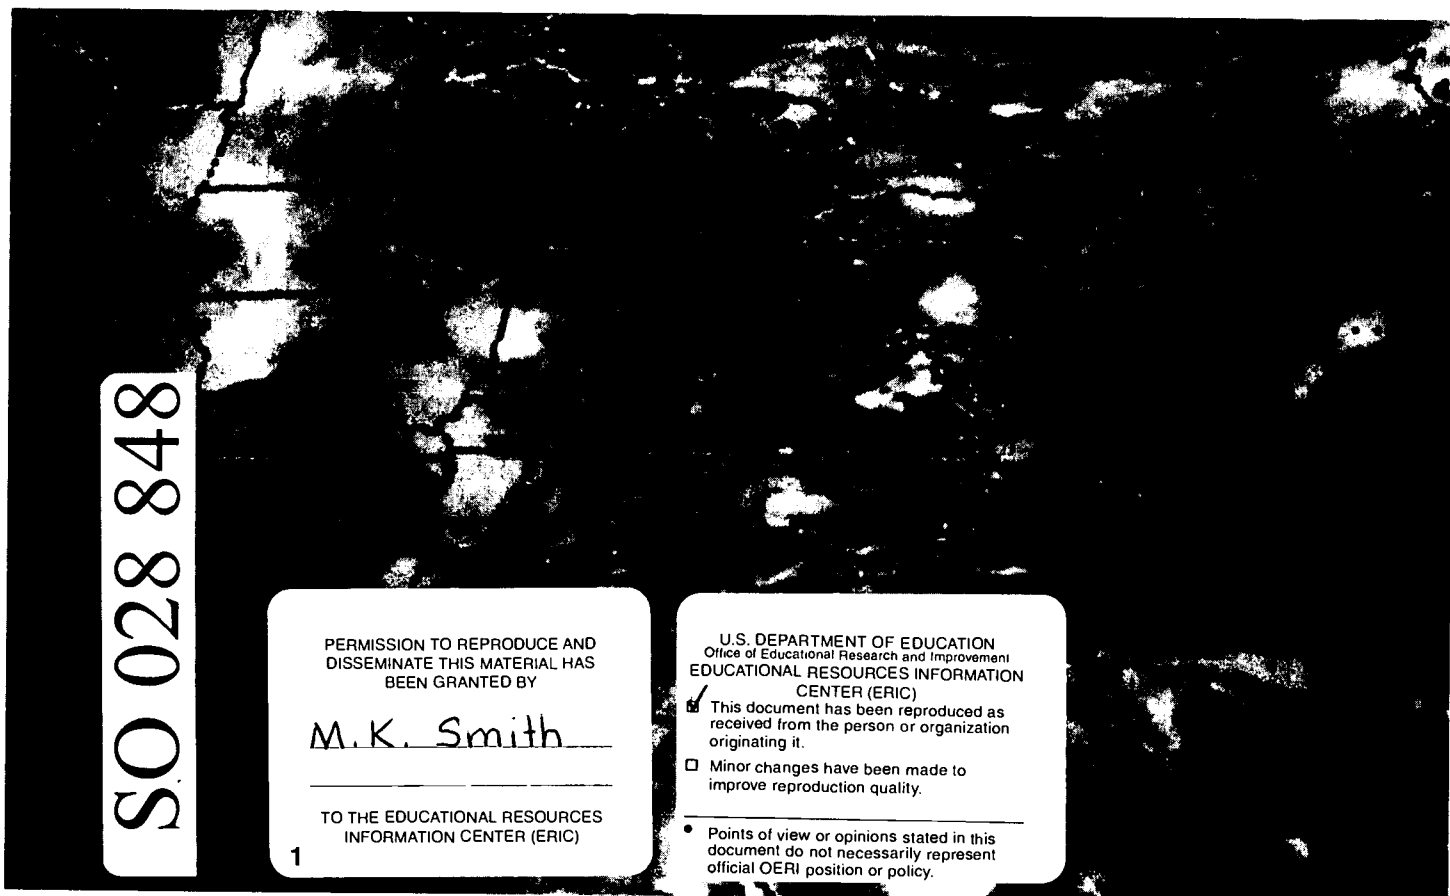 SO 028 848
PERMISSION TO REPRODUCE AND
DISSEMINATE THIS MATERIAL HAS
BEEN GRANTED BY
M.K. Smith
TO THE EDUCATIONAL RESOURCES
INFORMATION CENTER (ERIC)
1
U.S. DEPARTMENT OF EDUCATION
Office of Educational Research and Improvement
EDUCATIONAL RESOURCES INFORMATION
CENTER (ERIC)
This document has been reproduced as
received from the person or organization
originating it.
Minor changes have been made to
improve reproduction quality.
• Points of view or opinions stated in this
document do not necessarily represent
official OERI position or policy.